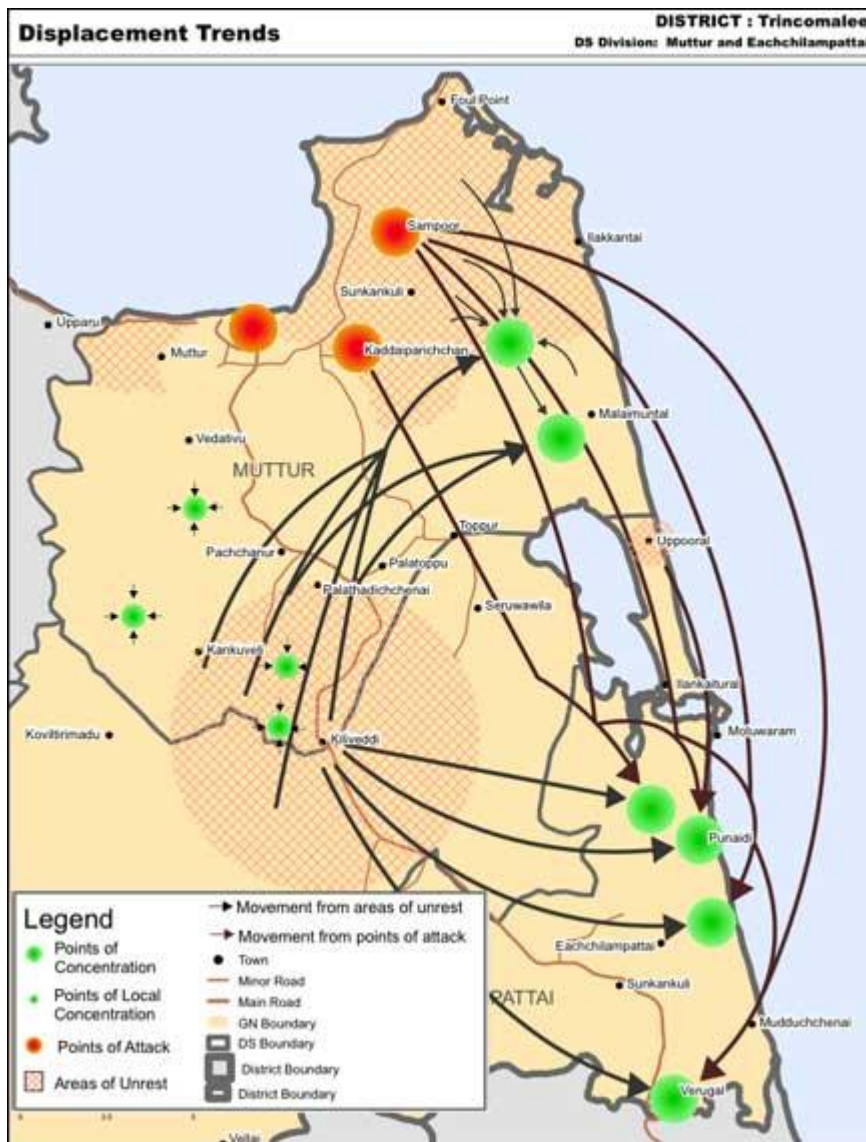 Displacement Trends
DISTRICT : Trincomalee
DS Division: Muttur and Eachchilampattai
Foul Point
Sampoor
Ilakkantai
Sunkankuli
Upparu
Muttur
Kaddaiparichchan
Malaimuntal
Vedativu
MUTTUR
Toppur
Uppooral
Pachchanur
Palatoppu
Palathadichchenai
Seruwawila
Kankuveli
Ilankaiturai
Koviltirimadu
Kiliveddi
Moluwaram
Punaidi
Eachchilampattai
Sunkankuli
PATTAI
Mudduchchenai
Verugal
Vellai
Legend
Points of
Concentration
Points of Local
Concentration
Points of Attack
Areas of Unrest
Movement from areas of unrest
Movement from points of attack
Town
Minor Road
Main Road
GN Boundary
DS Boundary
District Boundary
District Boundary